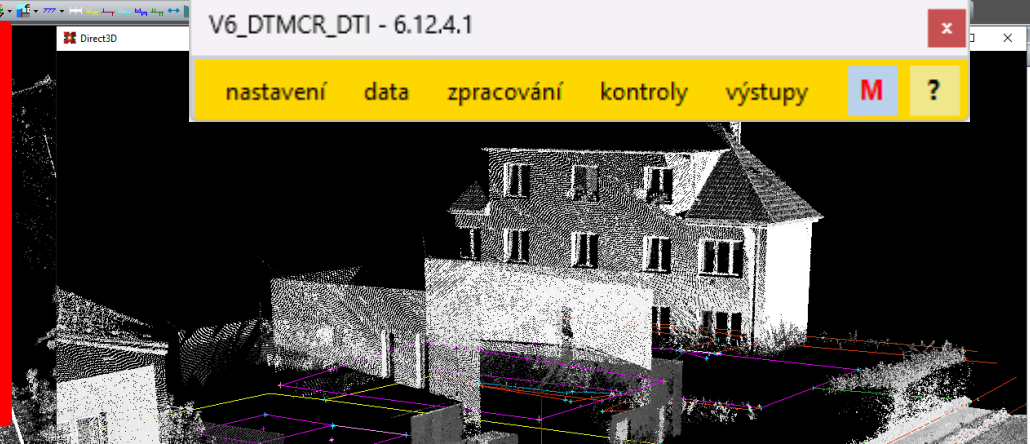 V6_DTMCR_DTI - 6.12.4.1
x
nastavení data zpracování kontroly výstupy M ?
Direct3D